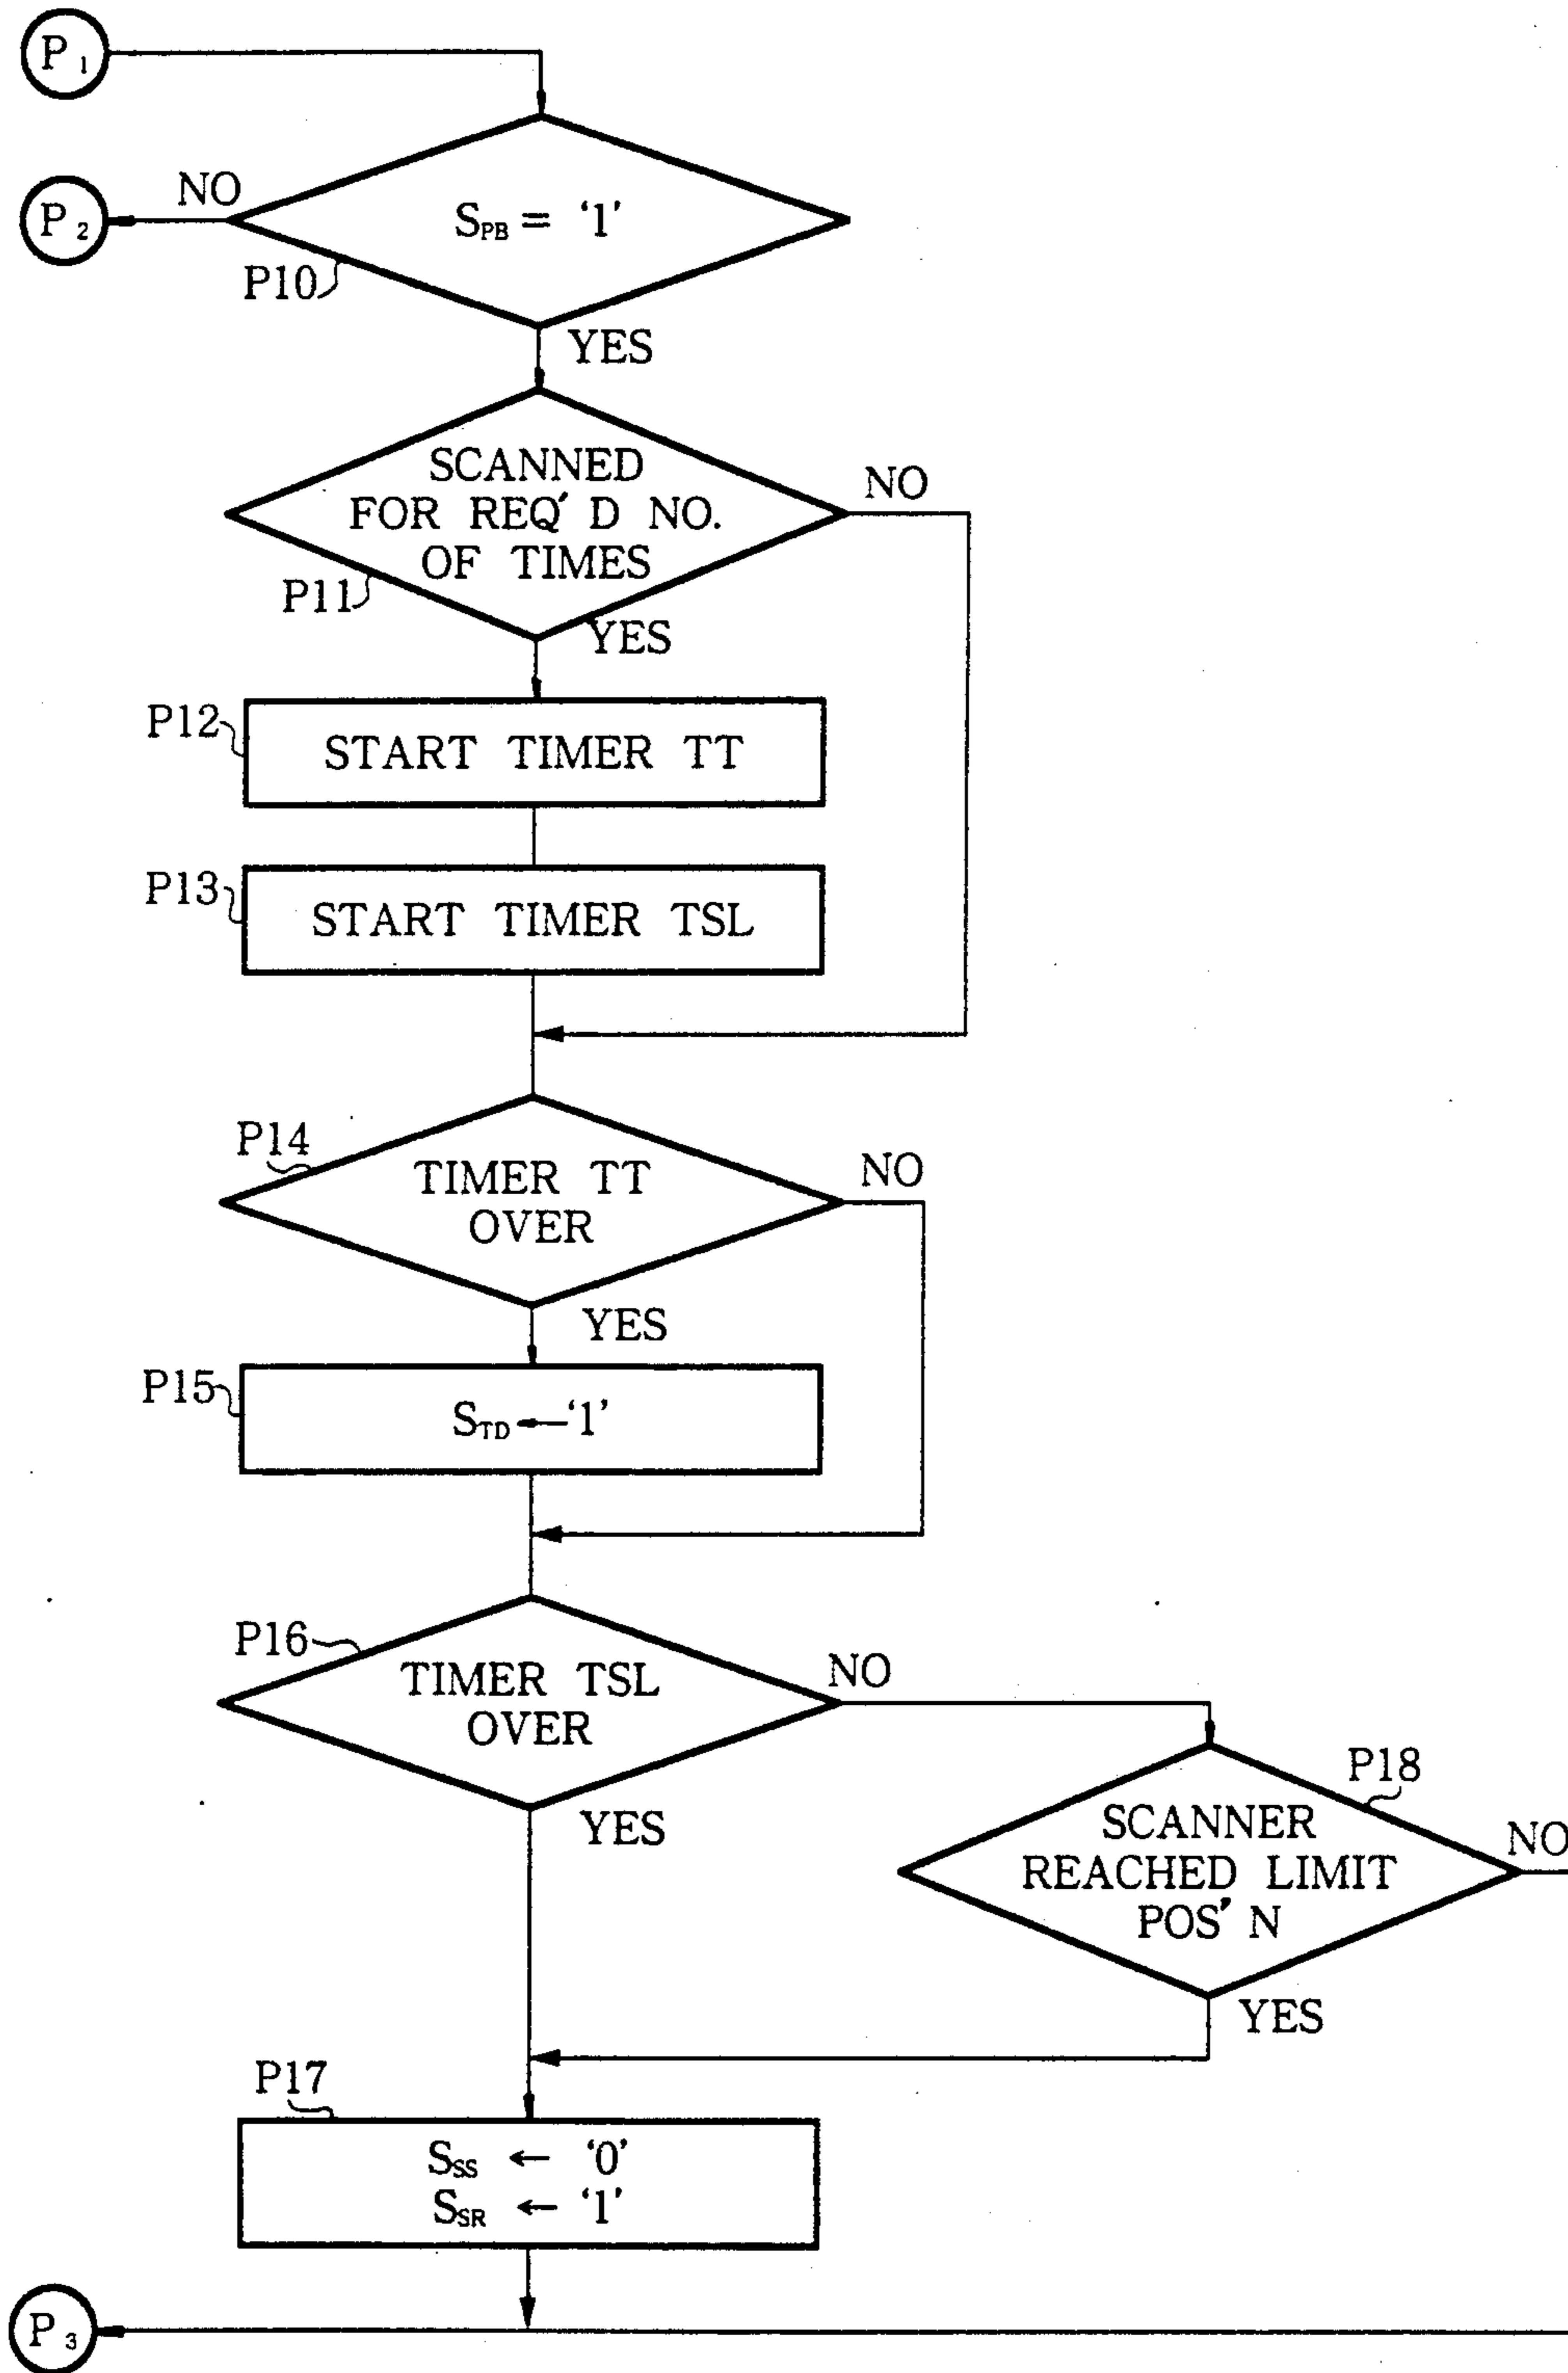 P1
P2
NO
SPB = ‘1’
P10
YES
SCANNED
FOR REQ' D NO.
OF TIMES
NO
P11
YES
P12
START TIMER TT
P13
START TIMER TSL
P14
TIMER TT
OVER
NO
YES
P15
STD ←‘1’
P16
TIMER TSL
OVER
NO
P18
YES
SCANNER
REACHED LIMIT
POS' N
NO
YES
P17
SSS ← ‘0’
SSR ← ‘1’
P3